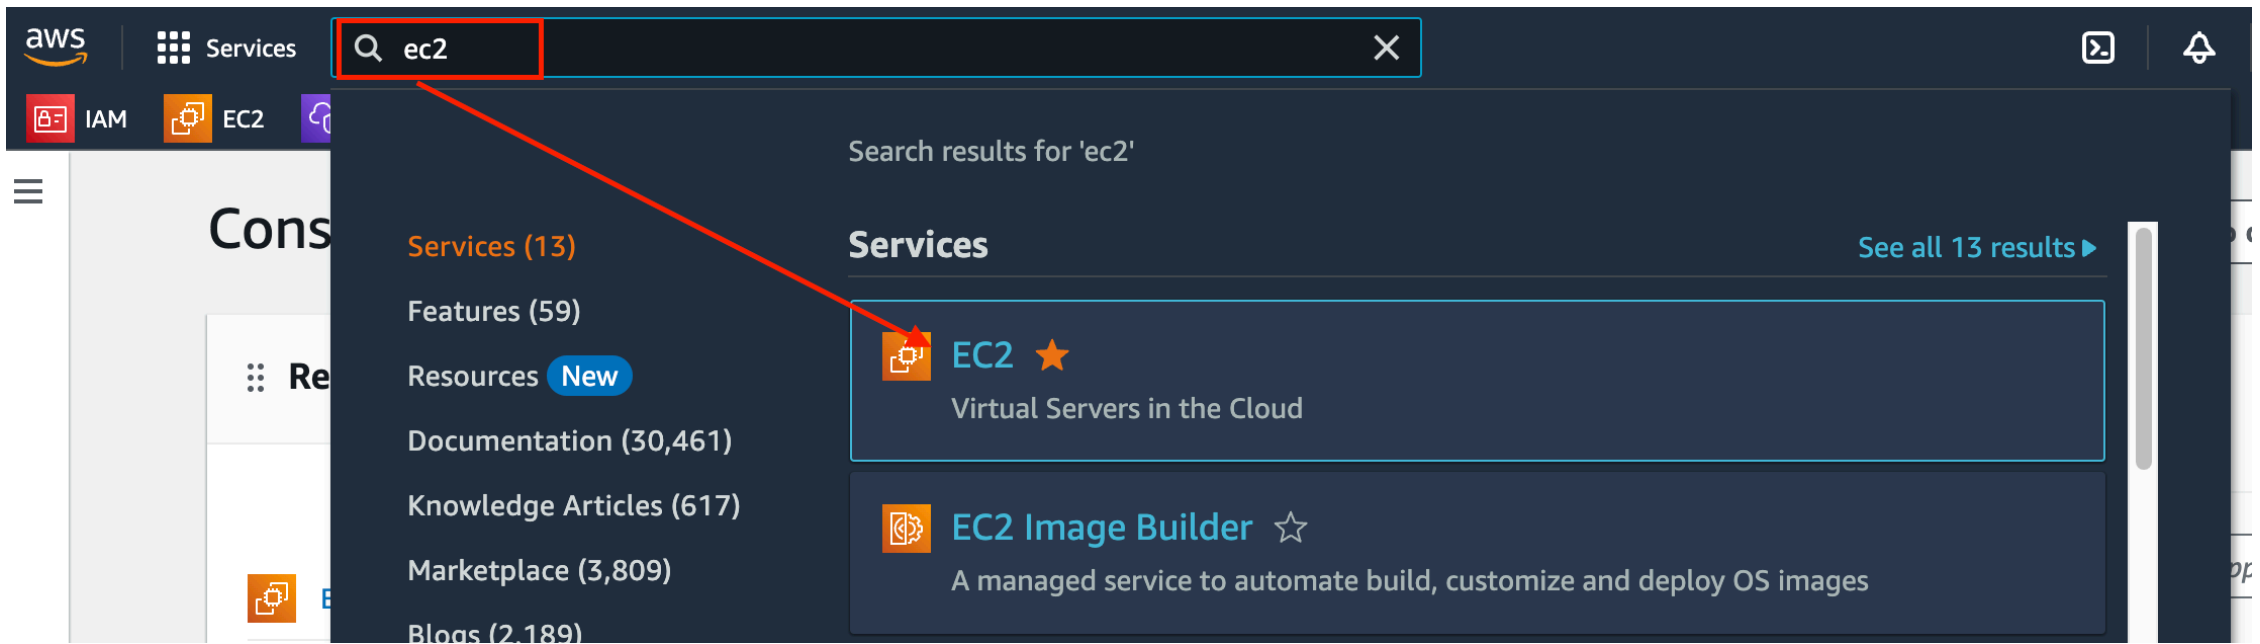 aws
Services
ec2
IAM
EC2
Search results for 'ec2'
Cons
Services (13)
Features (59)
Resources New
Documentation (30,461)
Knowledge Articles (617)
Marketplace (3,809)
Blogs (2,189)
Re
Services
See all 13 results
EC2
Virtual Servers in the Cloud
EC2 Image Builder
A managed service to automate build, customize and deploy OS images